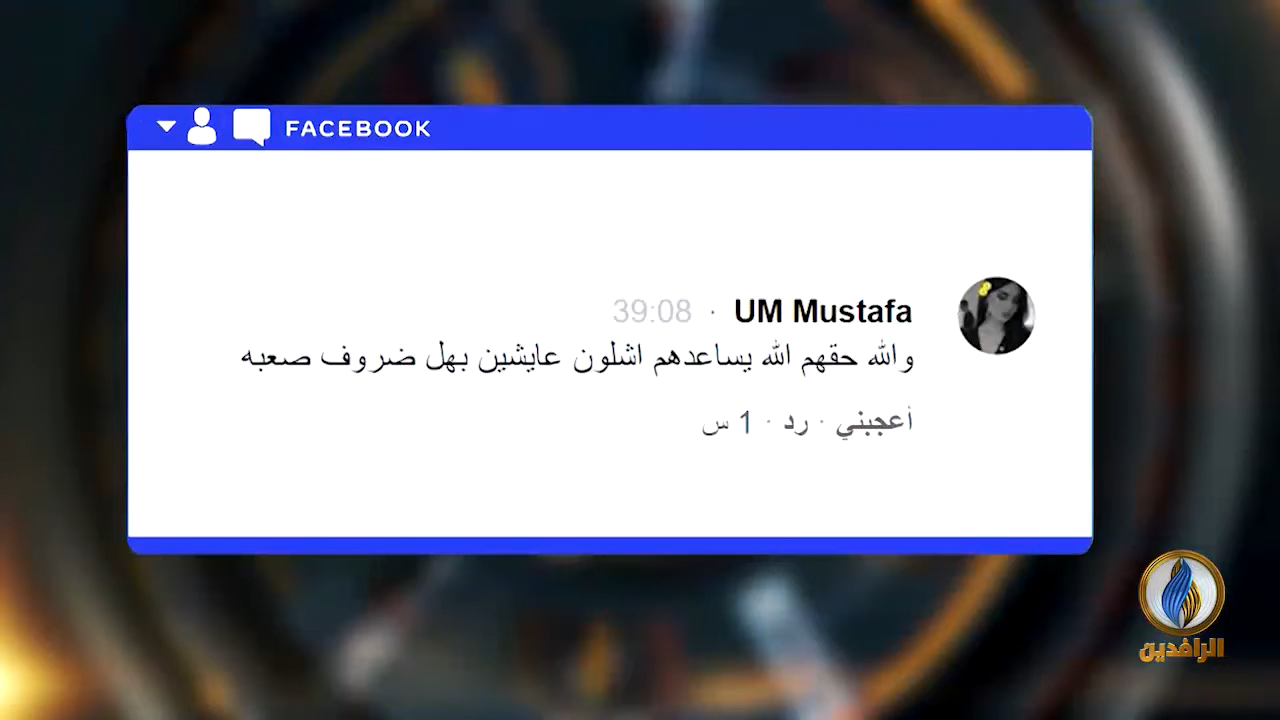 FACEBOOK
UM Mustafa · 39:08
والله حقهم الله يساعدهم اشلون عايشين بهل ضروف صعبه
أعجبني · رد · 1 س
الرافدين